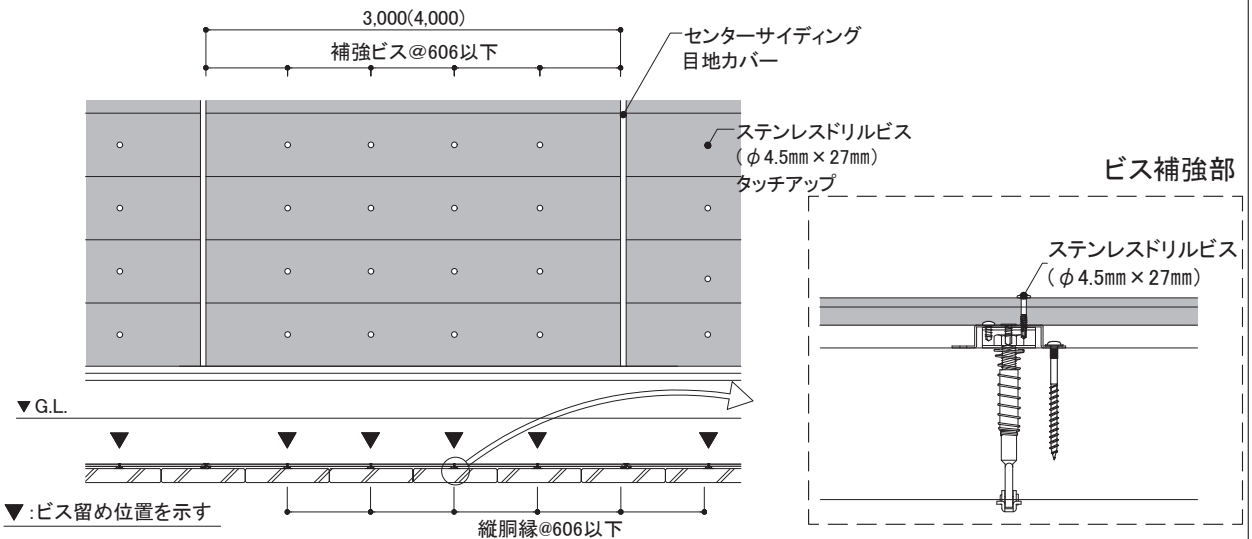 3,000(4,000)
補強ビス@606以下
センターサイディング
目地カバー
ステンレスドリルビス
(φ4.5mm×27mm)
タッチアップ
ビス補強部
ステンレスドリルビス
(φ4.5mm×27mm)
▼G.L.
▼:ビス留め位置を示す
縦胴縁@606以下